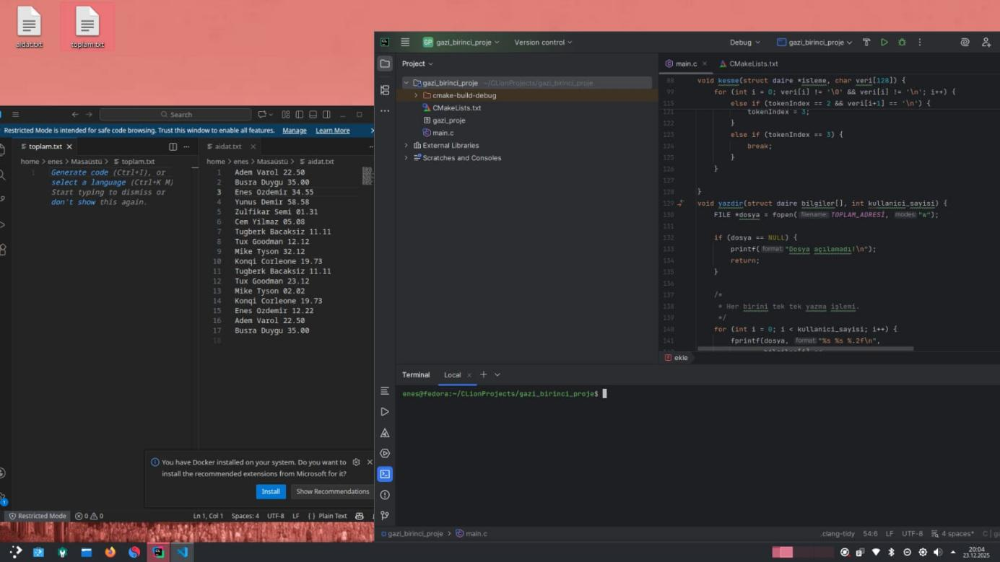 aidat.txt
toplam.txt
Search
Restricted Mode is intended for safe code browsing. Trust this window to enable all features. Manage Learn More
toplam.txt
home > enes > Masaüstü > toplam.txt
1 Generate code (Ctrl+I), or
select a language (Ctrl+K M)
Start typing to dismiss or
don't show this again.
aidat.txt
home > enes > Masaüstü > aidat.txt
1 Adem Varol 22.50
2 Busra Duygu 35.00
3 Enes Ozdemir 34.55
4 Yunus Demir 58.58
5 Zulfikar Semi 01.31
6 Cem Yilmaz 05.08
7 Tugberk Bacaksiz 11.11
8 Tux Goodman 12.12
9 Mike Tyson 32.12
10 Konqi Corleone 19.73
11 Tugberk Bacaksiz 11.11
12 Tux Goodman 23.12
13 Mike Tyson 02.02
14 Konqi Corleone 19.73
15 Enes Ozdemir 12.22
16 Adem Varol 22.50
17 Busra Duygu 35.00
18
You have Docker installed on your system. Do you want to
install the recommended extensions from Microsoft for it?
Install Show Recommendations
Restricted Mode 0 0 Ln 1, Col 1 Spaces: 4 UTF-8 LF {} Plain Text
CL GP gazi_birinci_proje Version control Debug gazi_birinci_proje
Project
gazi_birinci_proje ~/CLionProjects/gazi_birinci_proje
cmake-build-debug
CMakeLists.txt
gazi_proje
main.c
External Libraries
Scratches and Consoles
main.c CMakeLists.txt
88 void kesme(struct daire *isleme, char veri[128]) {
99 for (int i = 0; veri[i] != '\0' && veri[i] != '\n'; i++) {
115 else if (tokenIndex == 2 && veri[i+1] == '\n') {
121 tokenIndex = 3;
122 }
123 else if (tokenIndex == 3) {
124 break;
125 }
126 }
127
128 }
129 void yazdir(struct daire bilgiler[], int kullanici_sayisi) {
130 FILE *dosya = fopen( filename: TOPLAM_ADRESİ, modes: "w");
131
132 if (dosya == NULL) {
133 printf( format: "Dosya açılamadı!\n");
134 return;
135 }
136
137 /*
138 * Her birini tek tek yazma işlemi.
139 */
140 for (int i = 0; i < kullanici_sayisi; i++) {
141 fprintf(dosya, format: "%s %s %.2f\n",
ekle
Terminal Local
enes@fedora:~/CLionProjects/gazi_birinci_proje$
gazi_birinci_proje > main.c .clang-tidy 54:6 LF UTF-8 4 spaces*
20:04
23.12.2025